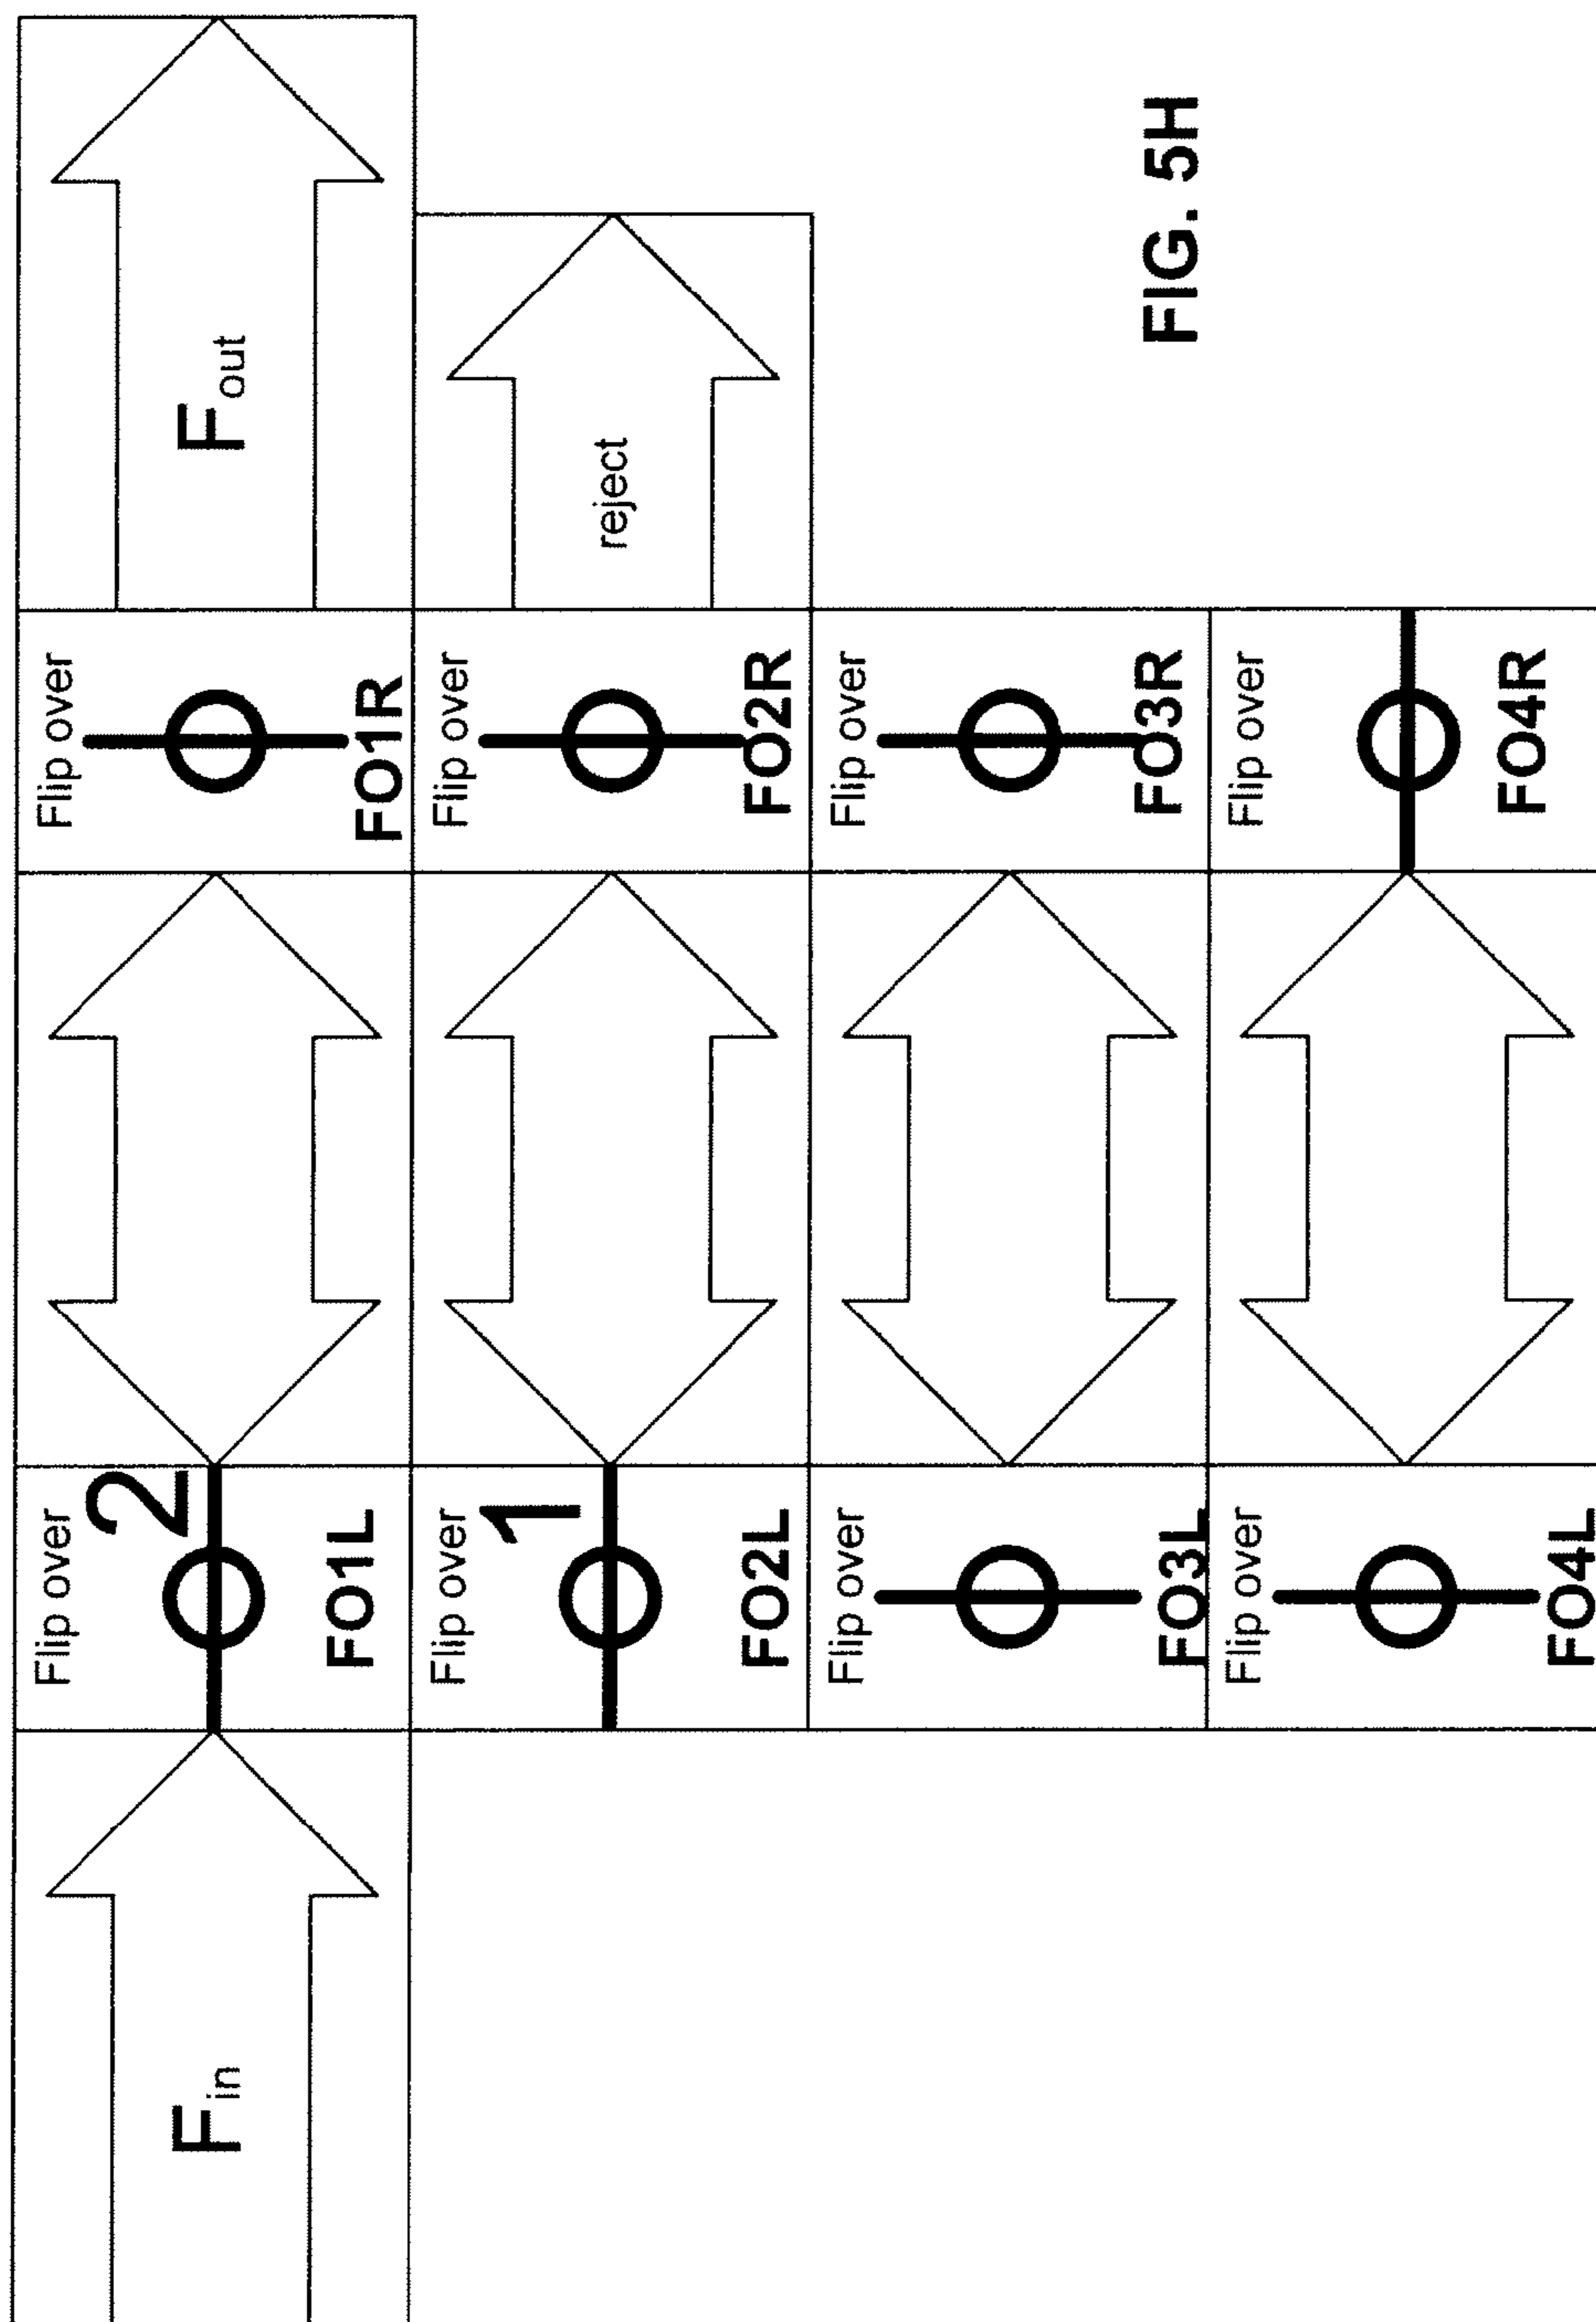 Flip over
2
FO1L
Fin
Flip over
FO1R
Fout
Flip over
1
FO2L
Flip over
FO2R
reject
Flip over
FO3L
Flip over
FO3R
Flip over
FO4L
Flip over
FO4R
FIG. 5H